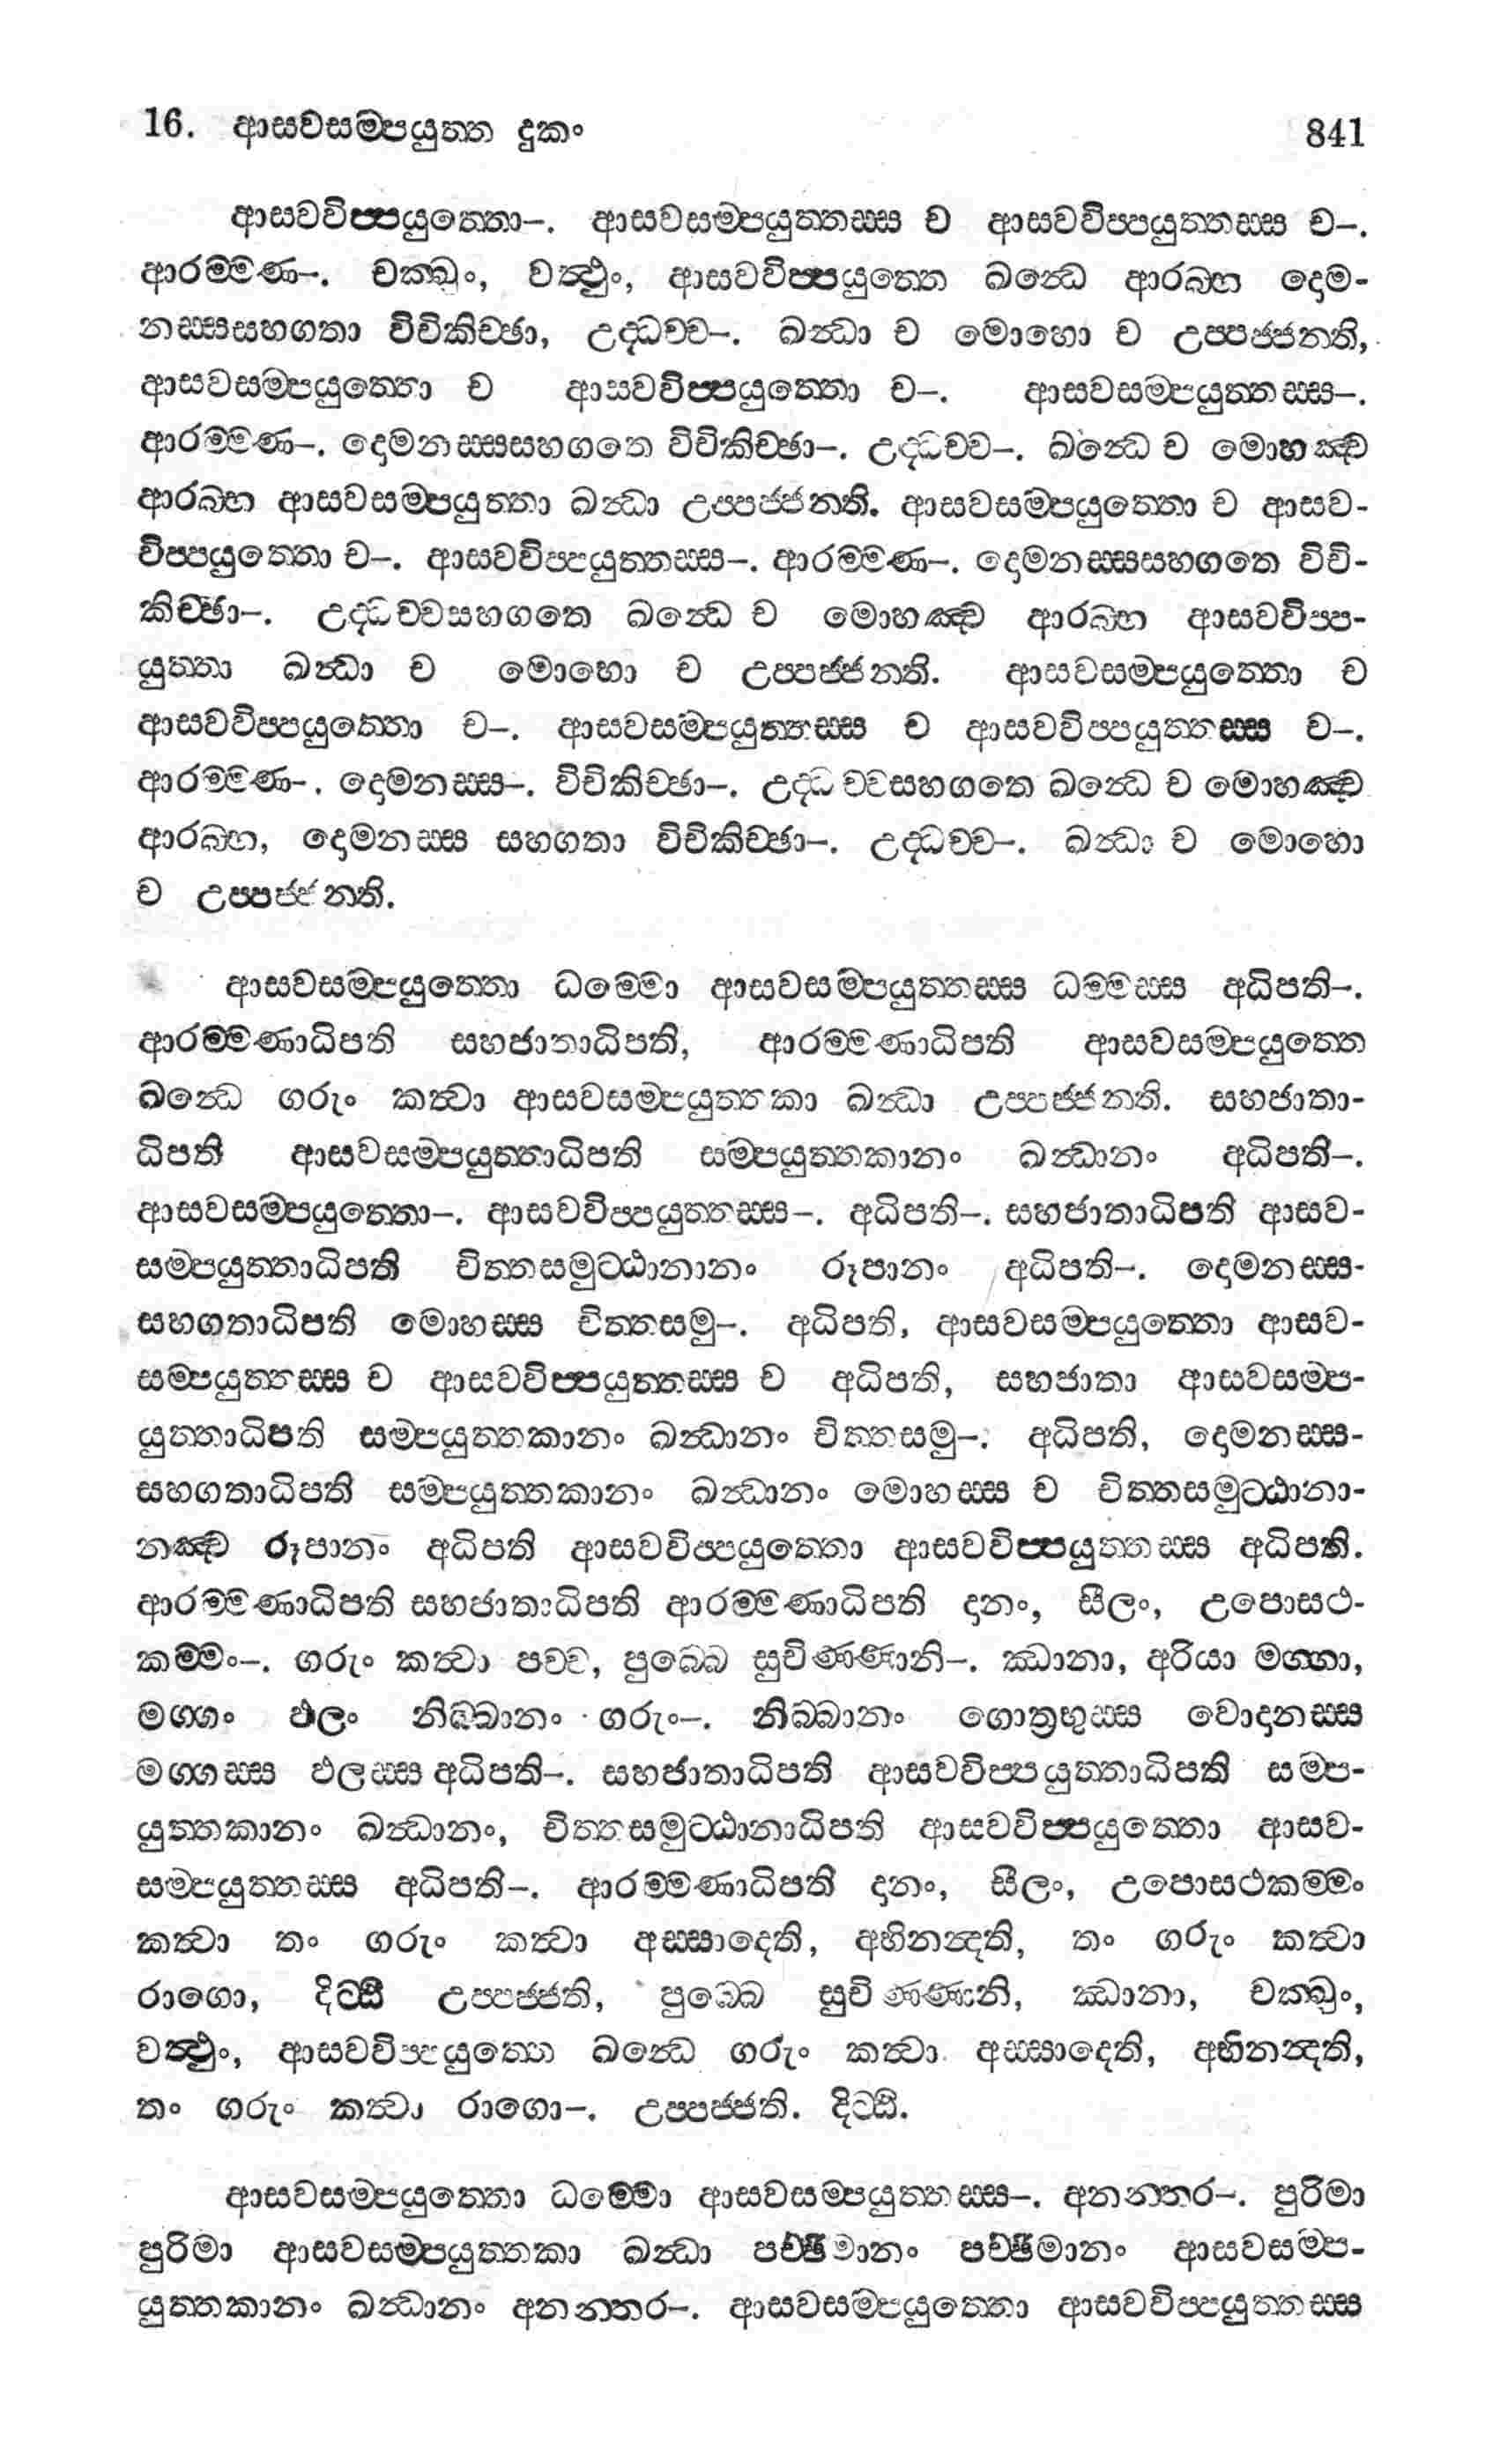 16. ආසවසම්පයුත්ත දුකං 841
ආසවවිප්පයුත්තො–. ආසවසම්පයුත්තස්ස ච ආසවවිප්පයුත්තස්ස ච–.
ආරම්මණ–. චක්ඛුං, වත්ථුං, ආසවවිප්පයුත්තෙ ඛන්ධෙ ආරබ්භ දොම-
නස්සසහගතා විචිකිච්ඡා, උද්ධච්ච–. ඛන්ධා ච මොහො ච උප්පජ්ජන්ති,
ආසවසම්පයුත්තො ච ආසවවිප්පයුත්තො ච–. ආසවසම්පයුත්තස්ස–.
ආරම්මණ–. දොමනස්සසහගතෙ විචිකිච්ඡා–. උද්ධච්ච–. ඛන්ධෙ ච මොහඤ්ච
ආරබ්භ ආසවසම්පයුත්තා ඛන්ධා උප්පජ්ජන්ති. ආසවසම්පයුත්තො ච ආසව-
විප්පයුත්තො ච–. ආසවවිප්පයුත්තස්ස–. ආරම්මණ–. දොමනස්සසහගතෙ විචි-
කිච්ඡා–. උද්ධච්චසහගතෙ ඛන්ධෙ ච මොහඤ්ච ආරබ්භ ආසවවිප්ප-
යුත්තා ඛන්ධා ච මොහො ච උප්පජ්ජන්ති. ආසවසම්පයුත්තො ච
ආසවවිප්පයුත්තො ච–. ආසවසම්පයුත්තස්ස ච ආසවවිප්පයුත්තස්ස ච–.
ආරම්මණ–. දොමනස්ස–. විචිකිච්ඡා–. උද්ධච්චසහගතෙ ඛන්ධෙ ච මොහඤ්ච
ආරබ්භ, දොමනස්ස සහගතා විචිකිච්ඡා–. උද්ධච්ච–. ඛන්ධා ච මොහො
ච උප්පජ්ජන්ති.
ආසවසම්පයුත්තො ධම්මො ආසවසම්පයුත්තස්ස ධම්මස්ස අධිපති–.
ආරම්මණාධිපති සහජාතාධිපති, ආරම්මණාධිපති ආසවසම්පයුත්තෙ
ඛන්ධෙ ගරුං කත්වා ආසවසම්පයුත්තකා ඛන්ධා උප්පජ්ජන්ති. සහජාතා-
ධිපති ආසවසම්පයුත්තාධිපති සම්පයුත්තකානං ඛන්ධානං අධිපති–.
ආසවසම්පයුත්තො–. ආසවවිප්පයුත්තස්ස–. අධිපති–. සහජාතාධිපති ආසව-
සම්පයුත්තාධිපති චිත්තසමුට්ඨානානං රූපානං අධිපති–. දොමනස්ස-
සහගතාධිපති මොහස්ස චිත්තසමු–. අධිපති, ආසවසම්පයුත්තො ආසව-
සම්පයුත්තස්ස ච ආසවවිප්පයුත්තස්ස ච අධිපති, සහජාතා ආසවසම්ප-
යුත්තාධිපති සම්පයුත්තකානං ඛන්ධානං චිත්තසමු–. අධිපති, දොමනස්ස-
සහගතාධිපති සම්පයුත්තකානං ඛන්ධානං මොහස්ස ච චිත්තසමුට්ඨානා-
නඤ්ච රූපානං අධිපති ආසවවිප්පයුත්තො ආසවවිප්පයුත්තස්ස අධිපති.
ආරම්මණාධිපති සහජාතාධිපති ආරම්මණාධිපති දානං, සීලං, උපොසථ-
කම්මං–. ගරුං කත්වා පච්ච, පුබ්බෙ සුචිණ්ණානි–. ඣානා, අරියා මග්ගා,
මග්ගං ඵලං නිබ්බානං ගරුං–. නිබ්බානං ගොත්‍රභුස්ස වොදානස්ස
මග්ගස්ස ඵලස්ස අධිපති–. සහජාතාධිපති ආසවවිප්පයුත්තාධිපති සම්ප-
යුත්තකානං ඛන්ධානං, චිත්තසමුට්ඨානාධිපති ආසවවිප්පයුත්තො ආසව-
සම්පයුත්තස්ස අධිපති–. ආරම්මණාධිපති දානං, සීලං, උපොසථකම්මං
කත්වා තං ගරුං කත්වා අස්සාදෙති, අභිනන්දති, තං ගරුං කත්වා
රාගො, දිට්ඨි උප්පජ්ජති, පුබ්බෙ සුචිණ්ණානි, ඣානා, චක්ඛුං,
වත්ථුං, ආසවවිප්පයුත්තෙ ඛන්ධෙ ගරුං කත්වා අස්සාදෙති, අභිනන්දති,
තං ගරුං කත්වා රාගො–. උප්පජ්ජති. දිට්ඨි.
ආසවසම්පයුත්තො ධම්මො ආසවසම්පයුත්තස්ස–. අනන්තර–. පුරිමා
පුරිමා ආසවසම්පයුත්තකා ඛන්ධා පච්ඡිමානං පච්ඡිමානං ආසවසම්ප-
යුත්තකානං ඛන්ධානං අනන්තර–. ආසවසම්පයුත්තො ආසවවිප්පයුත්තස්ස